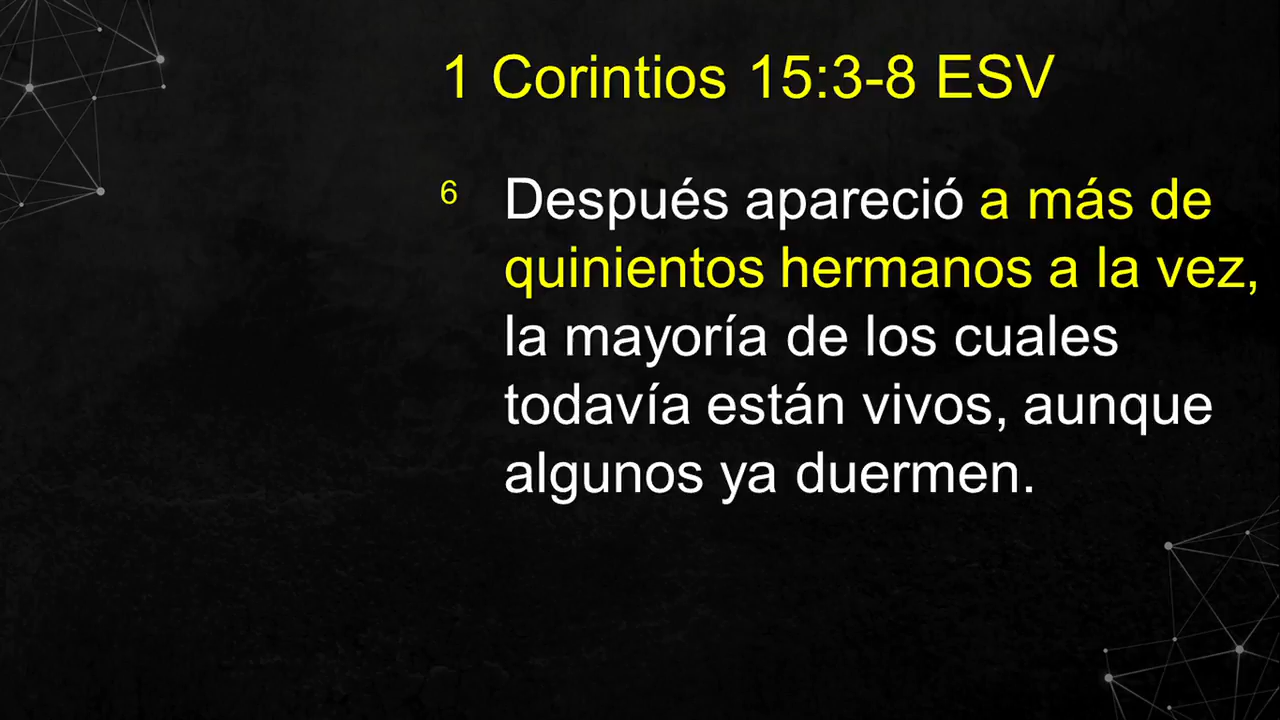 1 Corintios 15:3-8 ESV
6 Después apareció a más de
quinientos hermanos a la vez,
la mayoría de los cuales
todavía están vivos, aunque
algunos ya duermen.